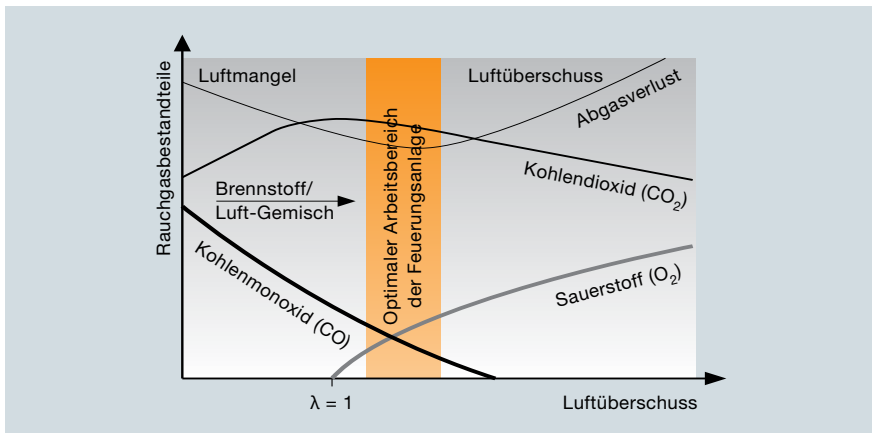 Rauchgasbestandteile
Luftmangel
Luftüberschuss
Abgasverlust
Optimaler Arbeitsbereich
der Feuerungsanlage
Kohlendioxid (CO₂)
Brennstoff/
Luft-Gemisch
Kohlenmonoxid (CO)
Sauerstoff (O₂)
λ = 1
Luftüberschuss